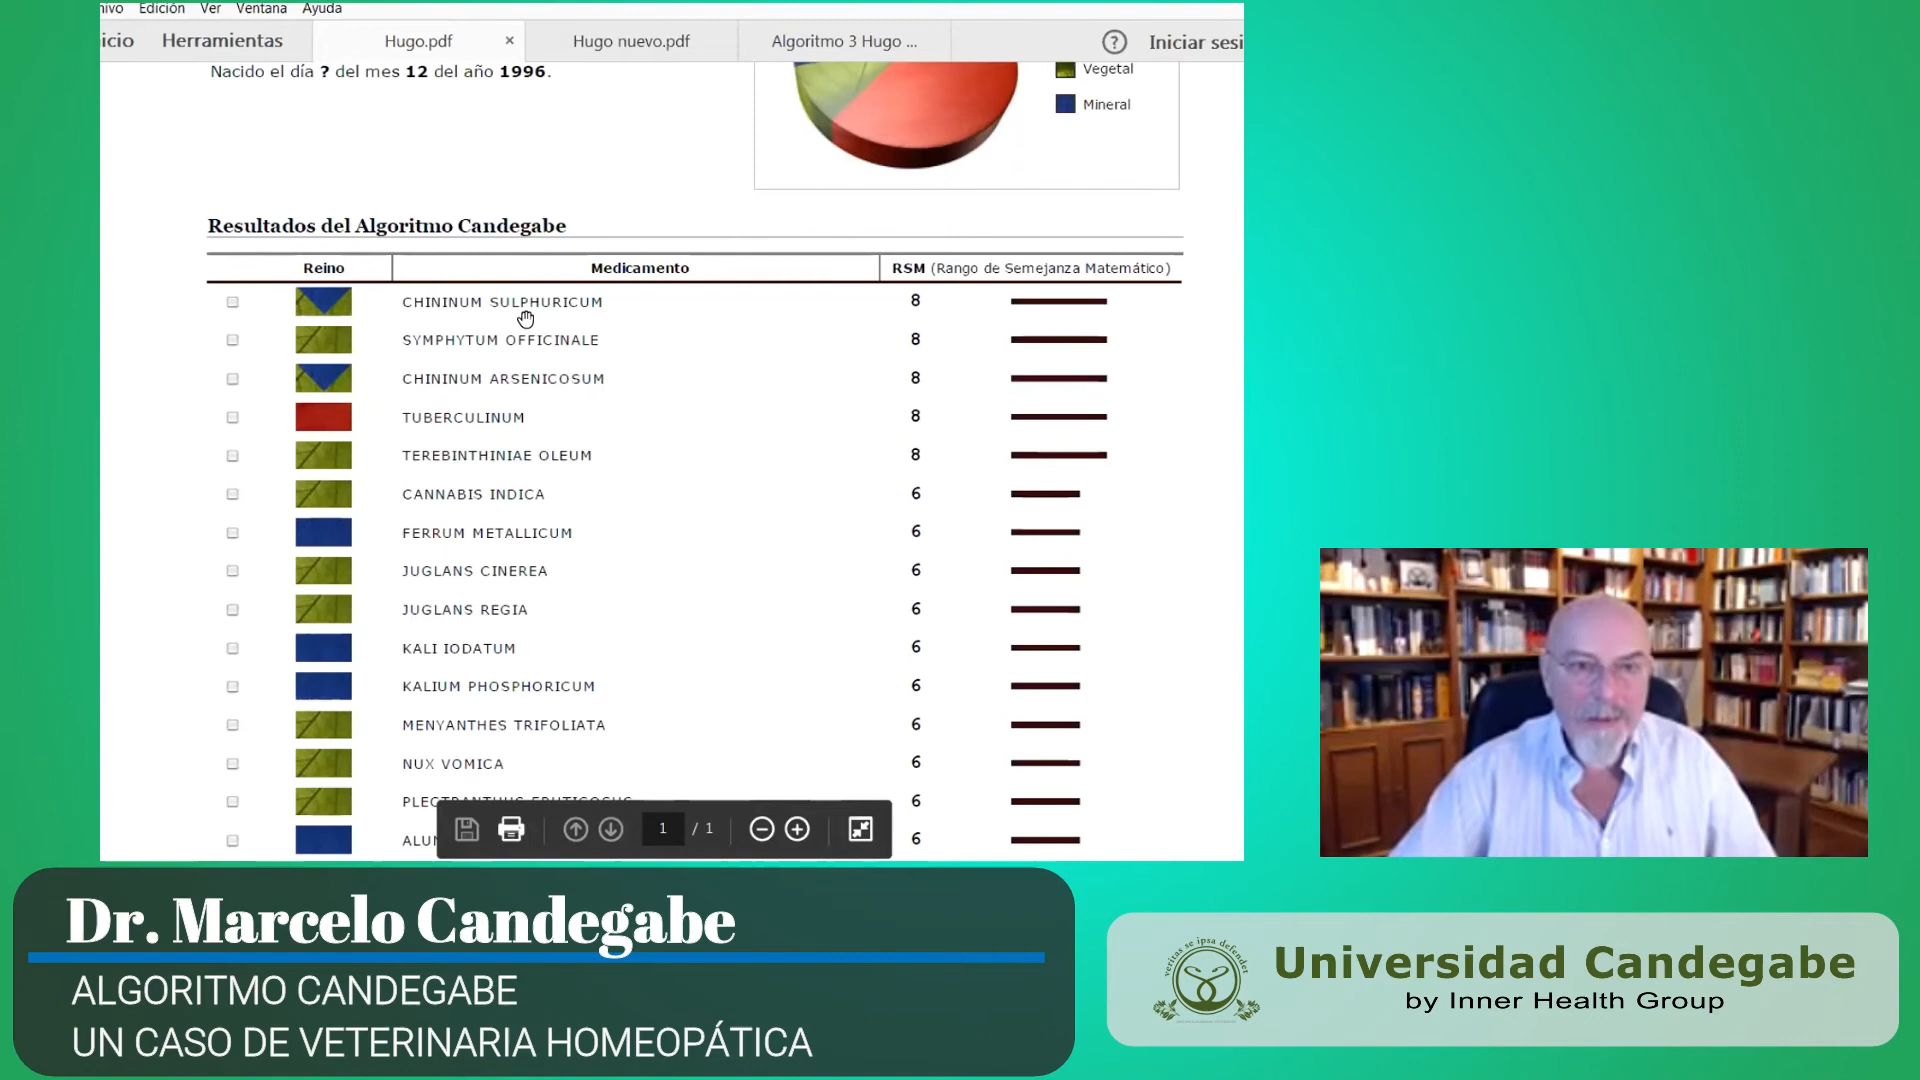 Edición Ver Ventana Ayuda
Herramientas Hugo.pdf × Hugo nuevo.pdf Algoritmo 3 Hugo ... ? Iniciar sesi
Nacido el día ? del mes 12 del año 1996.
Vegetal
Mineral
Resultados del Algoritmo Candegabe
Reino Medicamento RSM (Rango de Semejanza Matemático)
CHININUM SULPHURICUM 8
SYMPHYTUM OFFICINALE 8
CHININUM ARSENICOSUM 8
TUBERCULINUM 8
TEREBINTHINIAE OLEUM 8
CANNABIS INDICA 6
FERRUM METALLICUM 6
JUGLANS CINEREA 6
JUGLANS REGIA 6
KALI IODATUM 6
KALIUM PHOSPHORICUM 6
MENYANTHES TRIFOLIATA 6
NUX VOMICA 6
6
6
1 / 1
Dr. Marcelo Candegabe
ALGORITMO CANDEGABE
UN CASO DE VETERINARIA HOMEOPÁTICA
veritas se ipsa defendet
Universidad Candegabe
by Inner Health Group